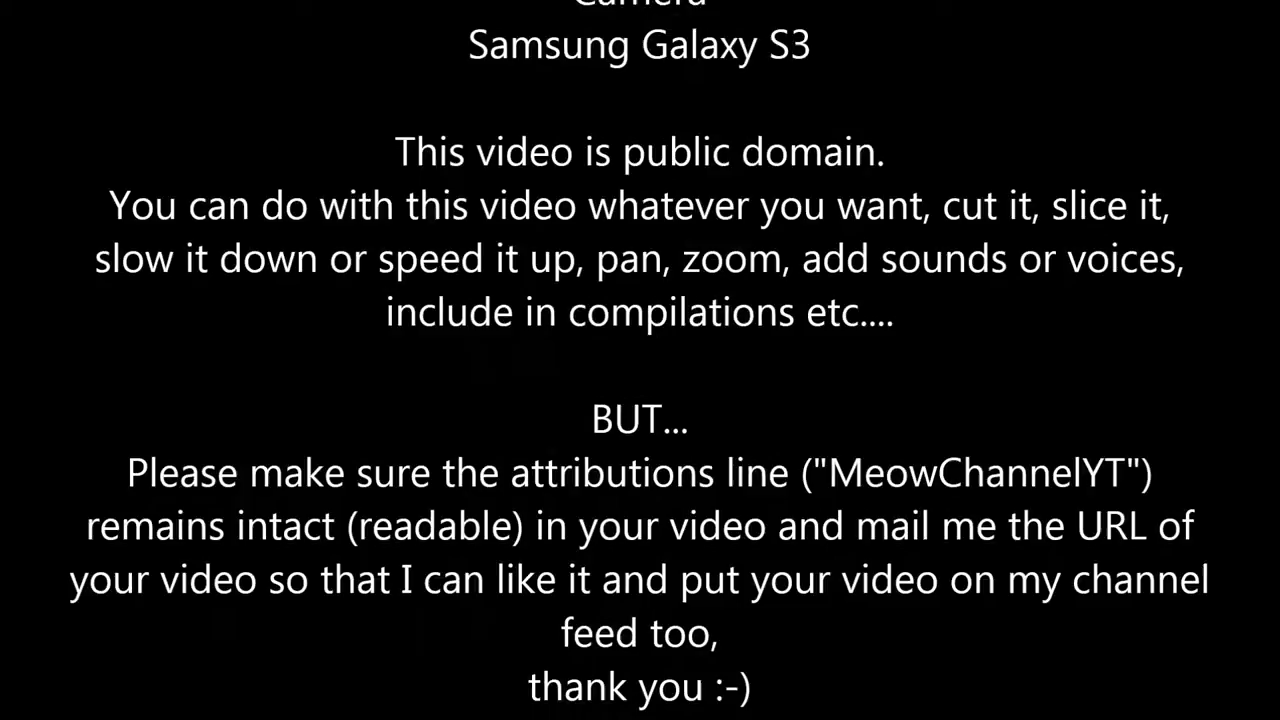 Camera
Samsung Galaxy S3
This video is public domain.
You can do with this video whatever you want, cut it, slice it,
slow it down or speed it up, pan, zoom, add sounds or voices,
include in compilations etc....
BUT...
Please make sure the attributions line ("MeowChannelYT")
remains intact (readable) in your video and mail me the URL of
your video so that I can like it and put your video on my channel
feed too,
thank you :-)